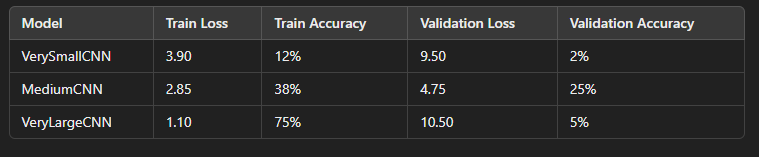 Model Train Loss Train Accuracy Validation Loss Validation Accuracy
VerySmallCNN 3.90 12% 9.50 2%
MediumCNN 2.85 38% 4.75 25%
VeryLargeCNN 1.10 75% 10.50 5%